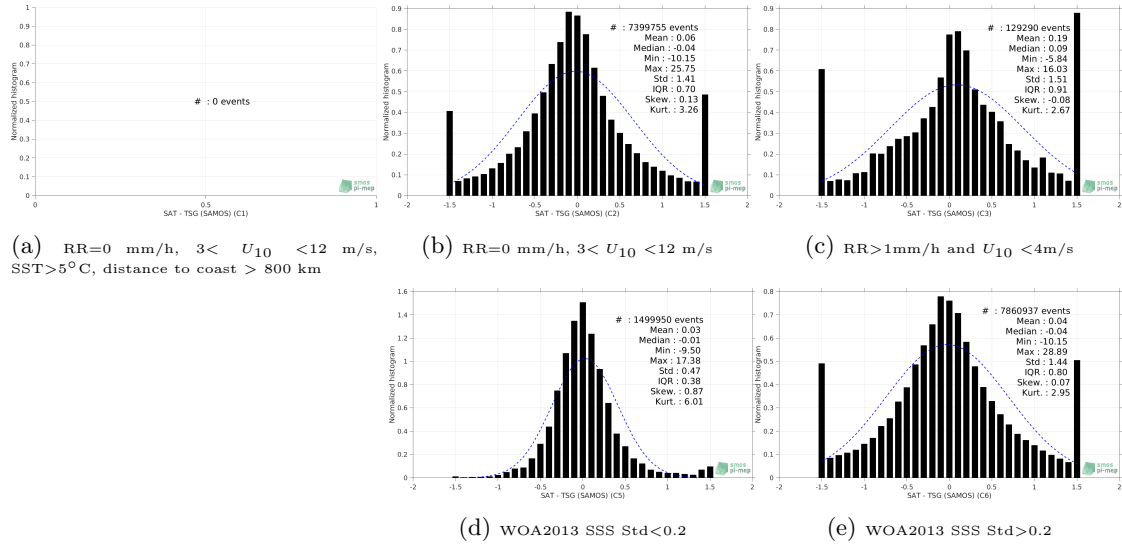 1
0.9
0.8
0.7
0.6
0.5
0.4
0.3
0.2
0.1
0
Normalized histogram
# : 0 events
0 0.5 1
SAT - TSG (SAMOS) (C1)
smos
pi-mep
(a) RR=0 mm/h, 3< U10 <12 m/s,
SST>5°C, distance to coast > 800 km
0.9
0.8
0.7
0.6
0.5
0.4
0.3
0.2
0.1
0
Normalized histogram
# : 7399755 events
Mean : 0.06
Median : -0.04
Min : -10.15
Max : 25.75
Std : 1.41
IQR : 0.70
Skew. : 0.13
Kurt. : 3.26
-2 -1.5 -1 -0.5 0 0.5 1 1.5 2
SAT - TSG (SAMOS) (C2)
smos
pi-mep
(b) RR=0 mm/h, 3< U10 <12 m/s
0.9
0.8
0.7
0.6
0.5
0.4
0.3
0.2
0.1
0
Normalized histogram
# : 129290 events
Mean : 0.19
Median : 0.09
Min : -5.84
Max : 16.03
Std : 1.51
IQR : 0.91
Skew. : -0.08
Kurt. : 2.67
-2 -1.5 -1 -0.5 0 0.5 1 1.5 2
SAT - TSG (SAMOS) (C3)
smos
pi-mep
(c) RR>1mm/h and U10 <4m/s
1.6
1.4
1.2
1
0.8
0.6
0.4
0.2
0
Normalized histogram
# : 1499950 events
Mean : 0.03
Median : -0.01
Min : -9.50
Max : 17.38
Std : 0.47
IQR : 0.38
Skew. : 0.87
Kurt. : 6.01
-2 -1.5 -1 -0.5 0 0.5 1 1.5 2
SAT - TSG (SAMOS) (C5)
smos
pi-mep
(d) WOA2013 SSS Std<0.2
0.8
0.7
0.6
0.5
0.4
0.3
0.2
0.1
0
Normalized histogram
# : 7860937 events
Mean : 0.04
Median : -0.04
Min : -10.15
Max : 28.89
Std : 1.44
IQR : 0.80
Skew. : 0.07
Kurt. : 2.95
-2 -1.5 -1 -0.5 0 0.5 1 1.5 2
SAT - TSG (SAMOS) (C6)
smos
pi-mep
(e) WOA2013 SSS Std>0.2